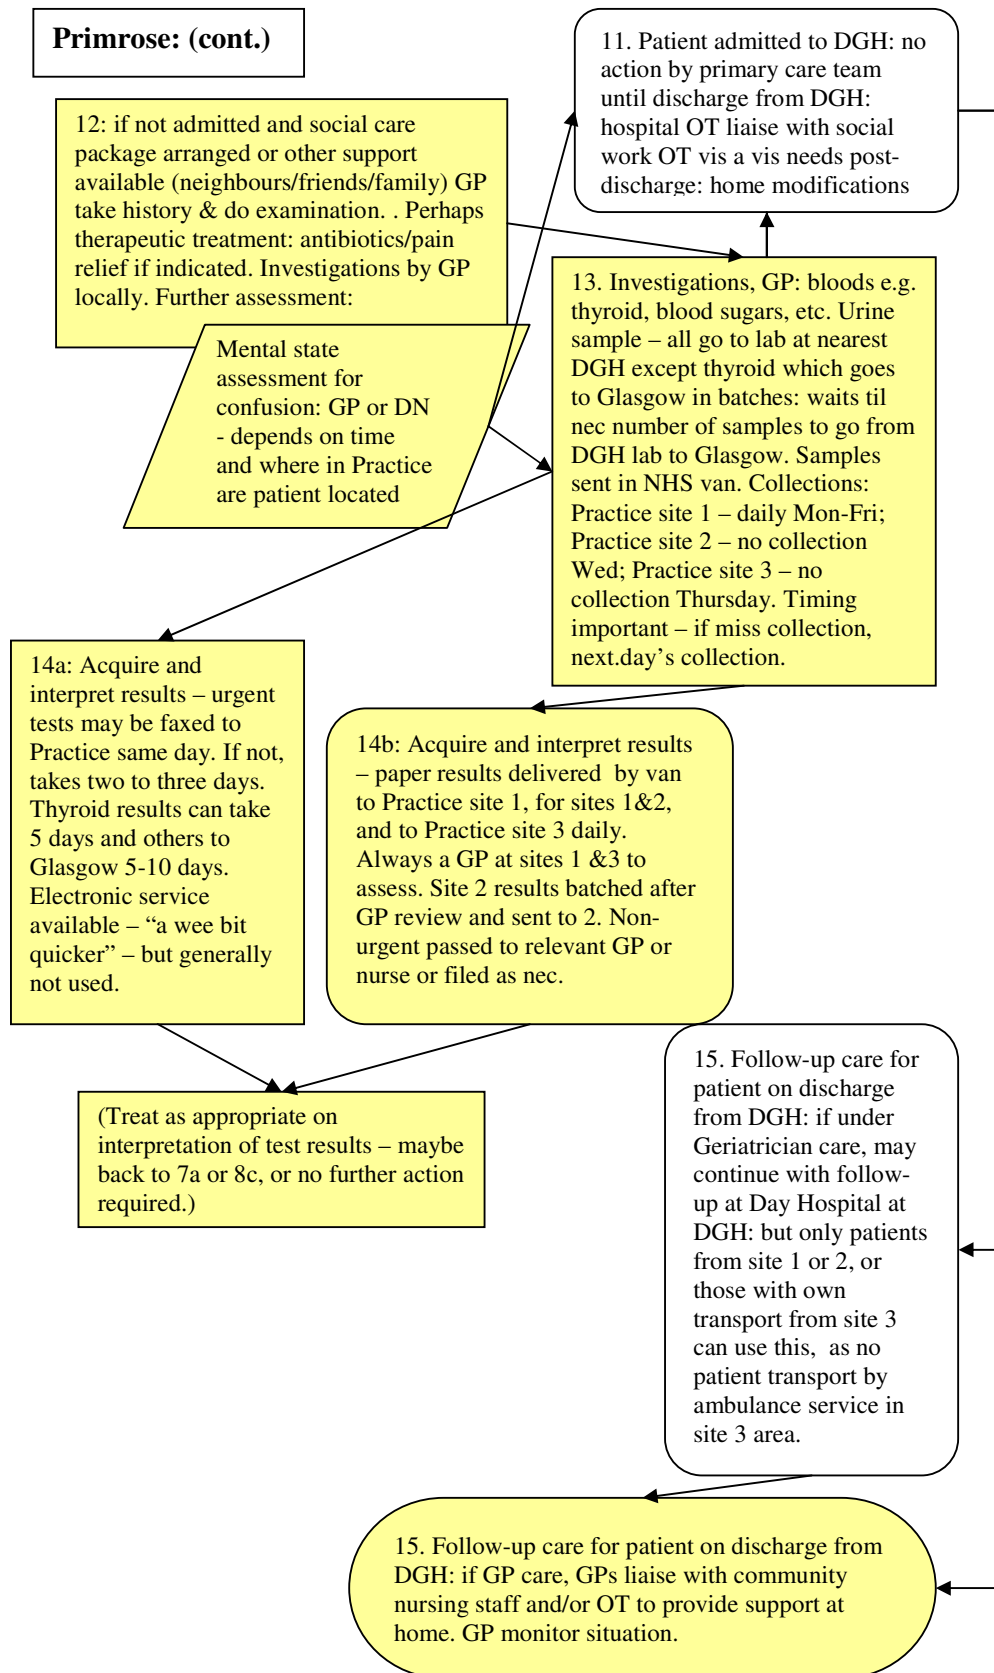 Primrose: (cont.)
11. Patient admitted to DGH: no
action by primary care team
until discharge from DGH:
hospital OT liaise with social
work OT vis a vis needs post-
discharge: home modifications
12: if not admitted and social care
package arranged or other support
available (neighbours/friends/family) GP
take history & do examination. . Perhaps
therapeutic treatment: antibiotics/pain
relief if indicated. Investigations by GP
locally. Further assessment:
Mental state
assessment for
confusion: GP or DN
- depends on time
and where in Practice
are patient located
13. Investigations, GP: bloods e.g.
thyroid, blood sugars, etc. Urine
sample – all go to lab at nearest
DGH except thyroid which goes
to Glasgow in batches: waits til
nec number of samples to go from
DGH lab to Glasgow. Samples
sent in NHS van. Collections:
Practice site 1 – daily Mon-Fri;
Practice site 2 – no collection
Wed; Practice site 3 – no
collection Thursday. Timing
important – if miss collection,
next.day’s collection.
14a: Acquire and
interpret results – urgent
tests may be faxed to
Practice same day. If not,
takes two to three days.
Thyroid results can take
5 days and others to
Glasgow 5-10 days.
Electronic service
available – “a wee bit
quicker” – but generally
not used.
14b: Acquire and interpret results
– paper results delivered by van
to Practice site 1, for sites 1&2,
and to Practice site 3 daily.
Always a GP at sites 1 &3 to
assess. Site 2 results batched after
GP review and sent to 2. Non-
urgent passed to relevant GP or
nurse or filed as nec.
(Treat as appropriate on
interpretation of test results – maybe
back to 7a or 8c, or no further action
required.)
15. Follow-up care for
patient on discharge
from DGH: if under
Geriatrician care, may
continue with follow-
up at Day Hospital at
DGH: but only patients
from site 1 or 2, or
those with own
transport from site 3
can use this, as no
patient transport by
ambulance service in
site 3 area.
15. Follow-up care for patient on discharge from
DGH: if GP care, GPs liaise with community
nursing staff and/or OT to provide support at
home. GP monitor situation.